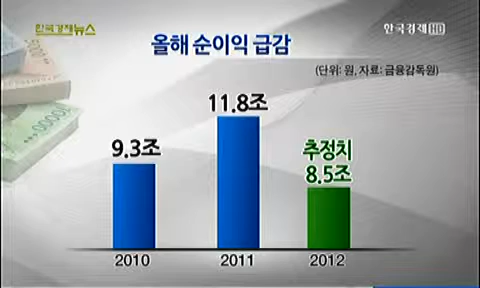 한국경제뉴스
한국경제HD
올해 순이익 급감
(단위: 원, 자료: 금융감독원)
9.3조
11.8조
추정치
8.5조
2010
2011
2012